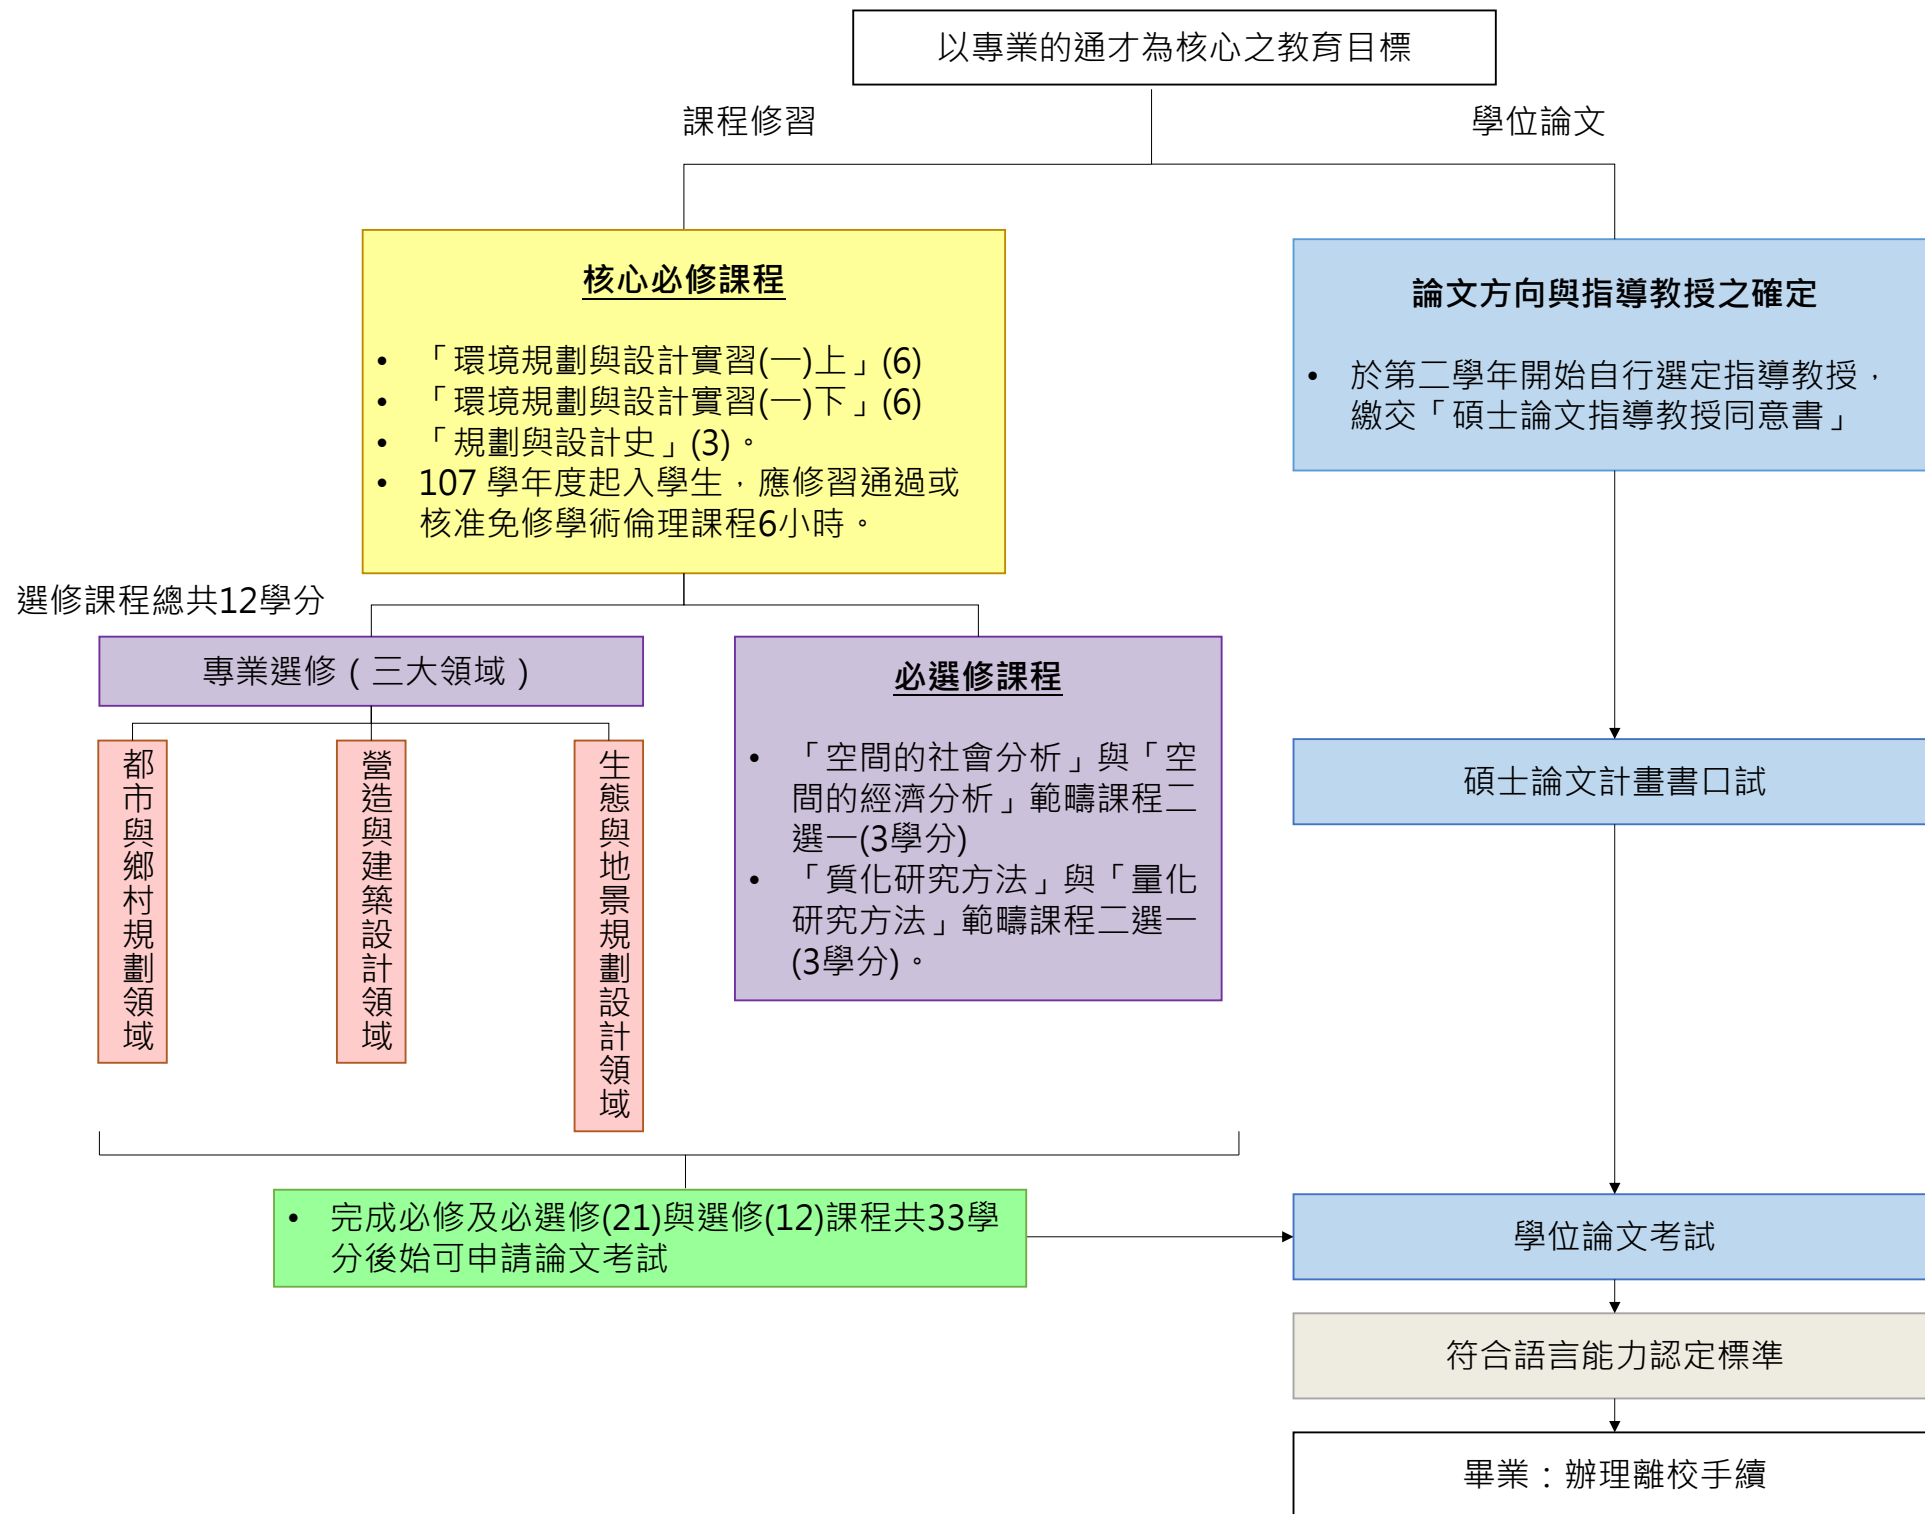 以專業的通才為核心之教育目標
課程修習
學位論文
核心必修課程
• 「環境規劃與設計實習(一)上」(6)
• 「環境規劃與設計實習(一)下」(6)
• 「規劃與設計史」(3)。
• 107 學年度起入學生，應修習通過或
核准免修學術倫理課程6小時。
論文方向與指導教授之確定
• 於第二學年開始自行選定指導教授，
繳交「碩士論文指導教授同意書」
選修課程總共12學分
專業選修（三大領域）
都市與鄉村規劃領域
營造與建築設計領域
生態與地景規劃設計領域
必選修課程
• 「空間的社會分析」與「空
間的經濟分析」範疇課程二
選一(3學分)
• 「質化研究方法」與「量化
研究方法」範疇課程二選一
(3學分)。
碩士論文計畫書口試
• 完成必修及必選修(21)與選修(12)課程共33學
分後始可申請論文考試
學位論文考試
符合語言能力認定標準
畢業：辦理離校手續